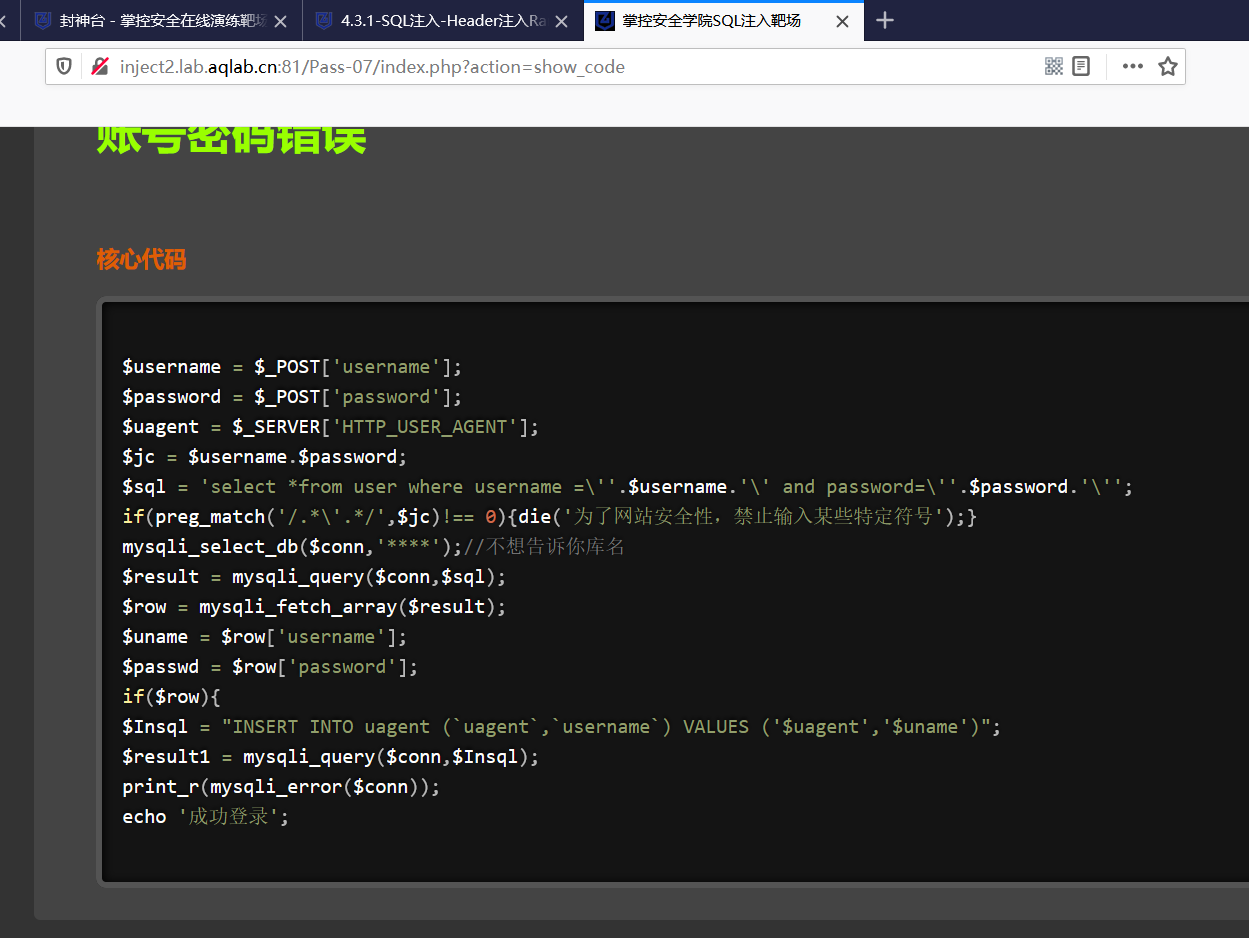 封神台 - 掌控安全在线演练靶场
4.3.1-SQL注入-Header注入Ra
掌控安全学院SQL注入靶场
inject2.lab.aqlab.cn:81/Pass-07/index.php?action=show_code
账号密码错误
核心代码
$username = $_POST['username'];
$password = $_POST['password'];
$uagent = $_SERVER['HTTP_USER_AGENT'];
$jc = $username.$password;
$sql = 'select *from user where username =\''.$username.'\' and password=\''.$password.'\'';
if(preg_match('/.*\'.*/',$jc)!== 0){die('为了网站安全性，禁止输入某些特定符号');}
mysqli_select_db($conn,'****');//不想告诉你库名
$result = mysqli_query($conn,$sql);
$row = mysqli_fetch_array($result);
$uname = $row['username'];
$passwd = $row['password'];
if($row){
$Insql = "INSERT INTO uagent (`uagent`,`username`) VALUES ('$uagent','$uname')";
$result1 = mysqli_query($conn,$Insql);
print_r(mysqli_error($conn));
echo '成功登录';